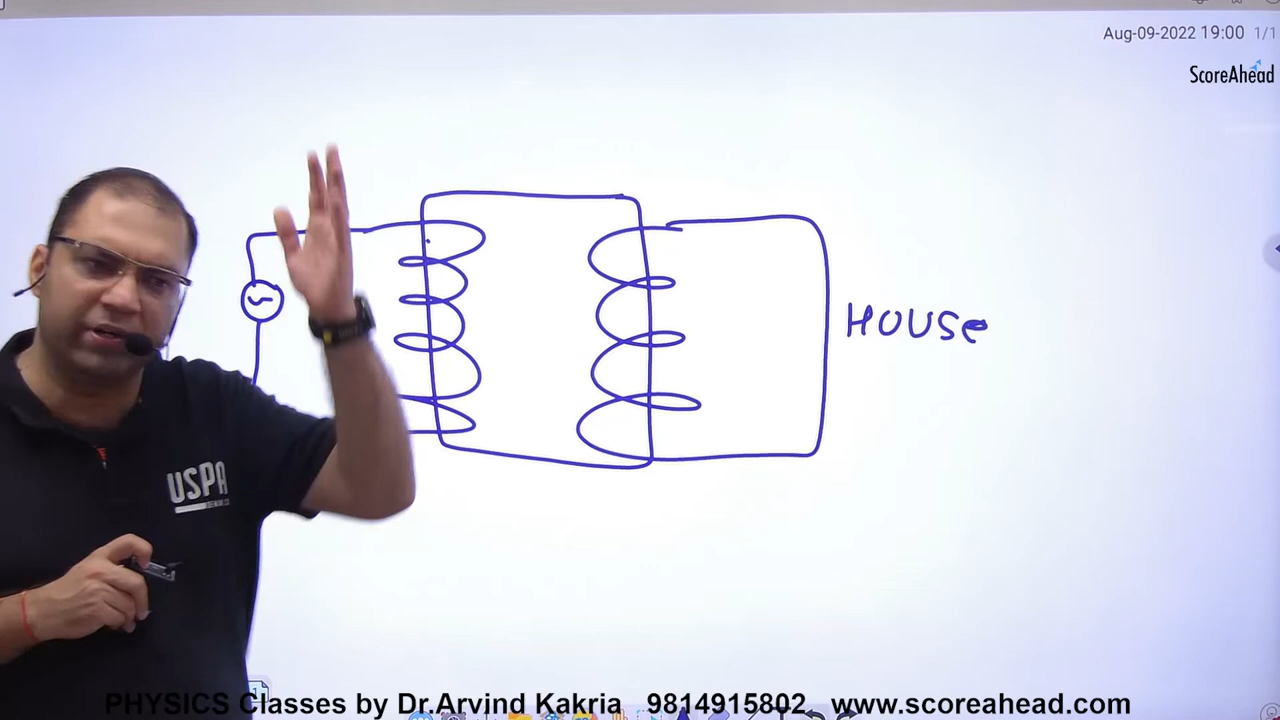 Aug-09-2022 19:00 1/1
ScoreAhead
HOUSe
USPA
PHYSICS Classes by Dr.Arvind Kakria 9814915802 www.scoreahead.com